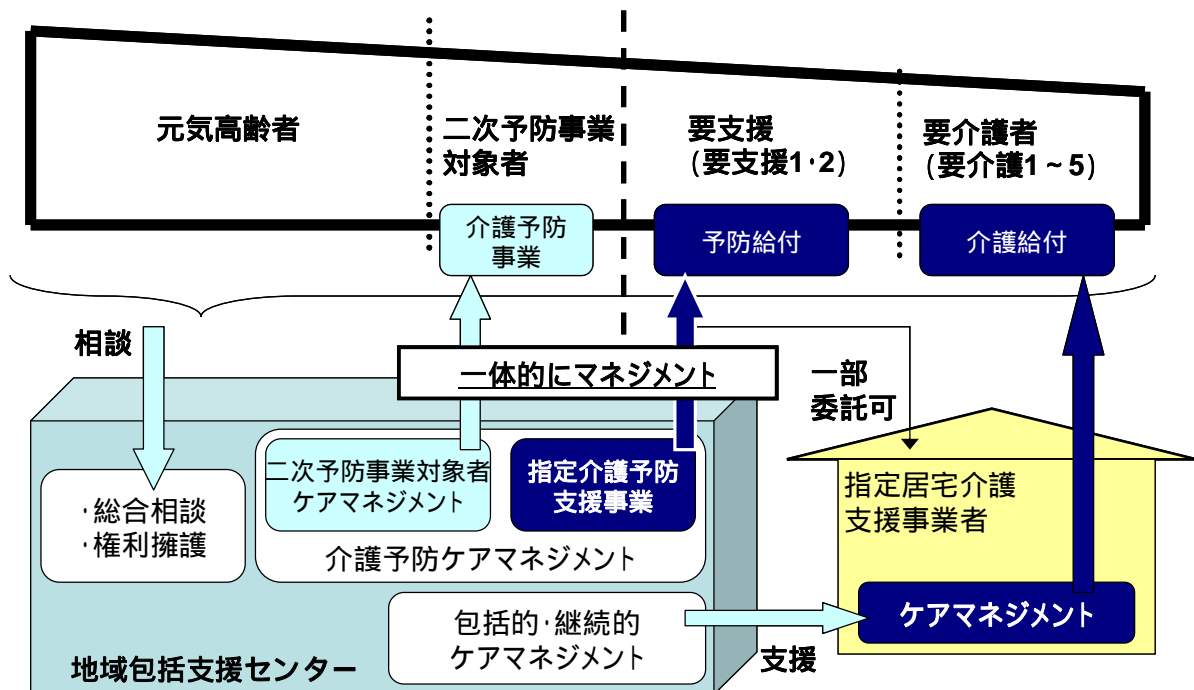 元気高齢者
二次予防事業
対象者
要支援
(要支援1･2)
要介護者
(要介護1～5)
介護予防
事業
予防給付
介護給付
相談
一体的にマネジメント
一部
委託可
二次予防事業対象者
ケアマネジメント
指定介護予防
支援事業
介護予防ケアマネジメント
･総合相談
･権利擁護
指定居宅介護
支援事業者
ケアマネジメント
包括的･継続的
ケアマネジメント
支援
地域包括支援センター